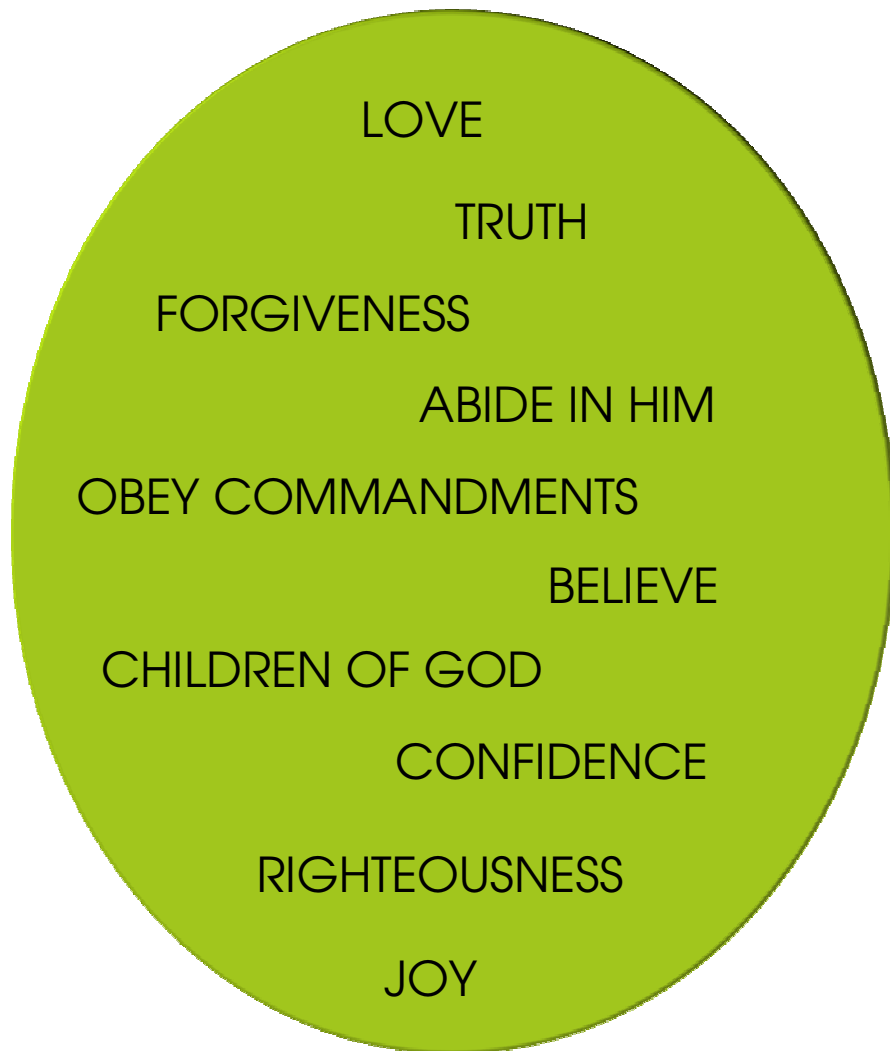 LOVE
TRUTH
FORGIVENESS
ABIDE IN HIM
OBEY COMMANDMENTS
BELIEVE
CHILDREN OF GOD
CONFIDENCE
RIGHTEOUSNESS
JOY